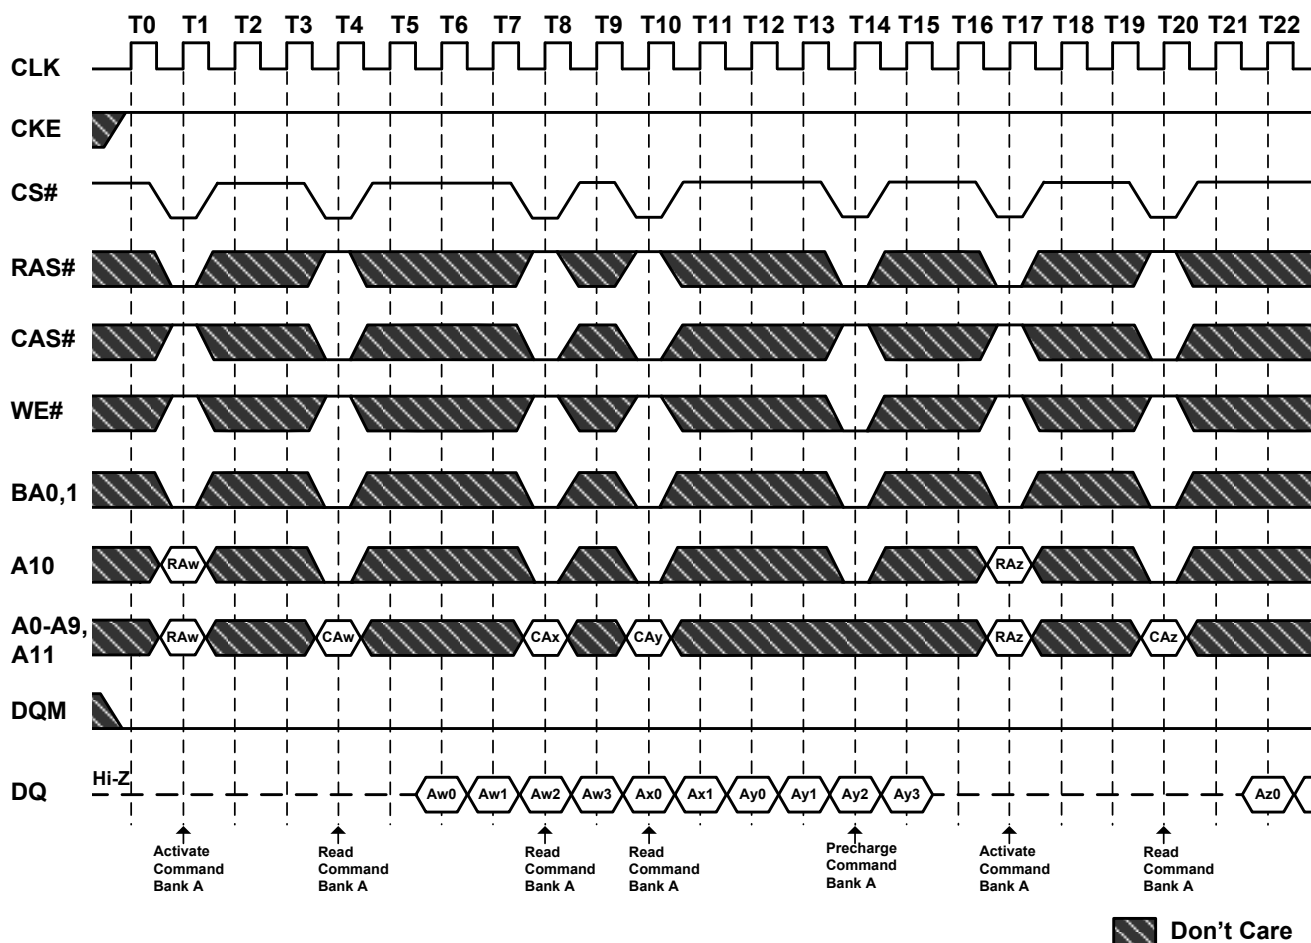 T0 T1 T2 T3 T4 T5 T6 T7 T8 T9 T10 T11 T12 T13 T14 T15 T16 T17 T18 T19 T20 T21 T22
CLK
CKE
CS#
RAS#
CAS#
WE#
BA0,1
A10 RAw RAz
A0-A9,
A11
RAw CAw CAx CAy RAz CAz
DQM
Hi-Z
DQ Aw0 Aw1 Aw2 Aw3 Ax0 Ax1 Ay0 Ay1 Ay2 Ay3 Az0
Activate
Command
Bank A
Read
Command
Bank A
Read
Command
Bank A
Read
Command
Bank A
Precharge
Command
Bank A
Activate
Command
Bank A
Read
Command
Bank A
Don't Care